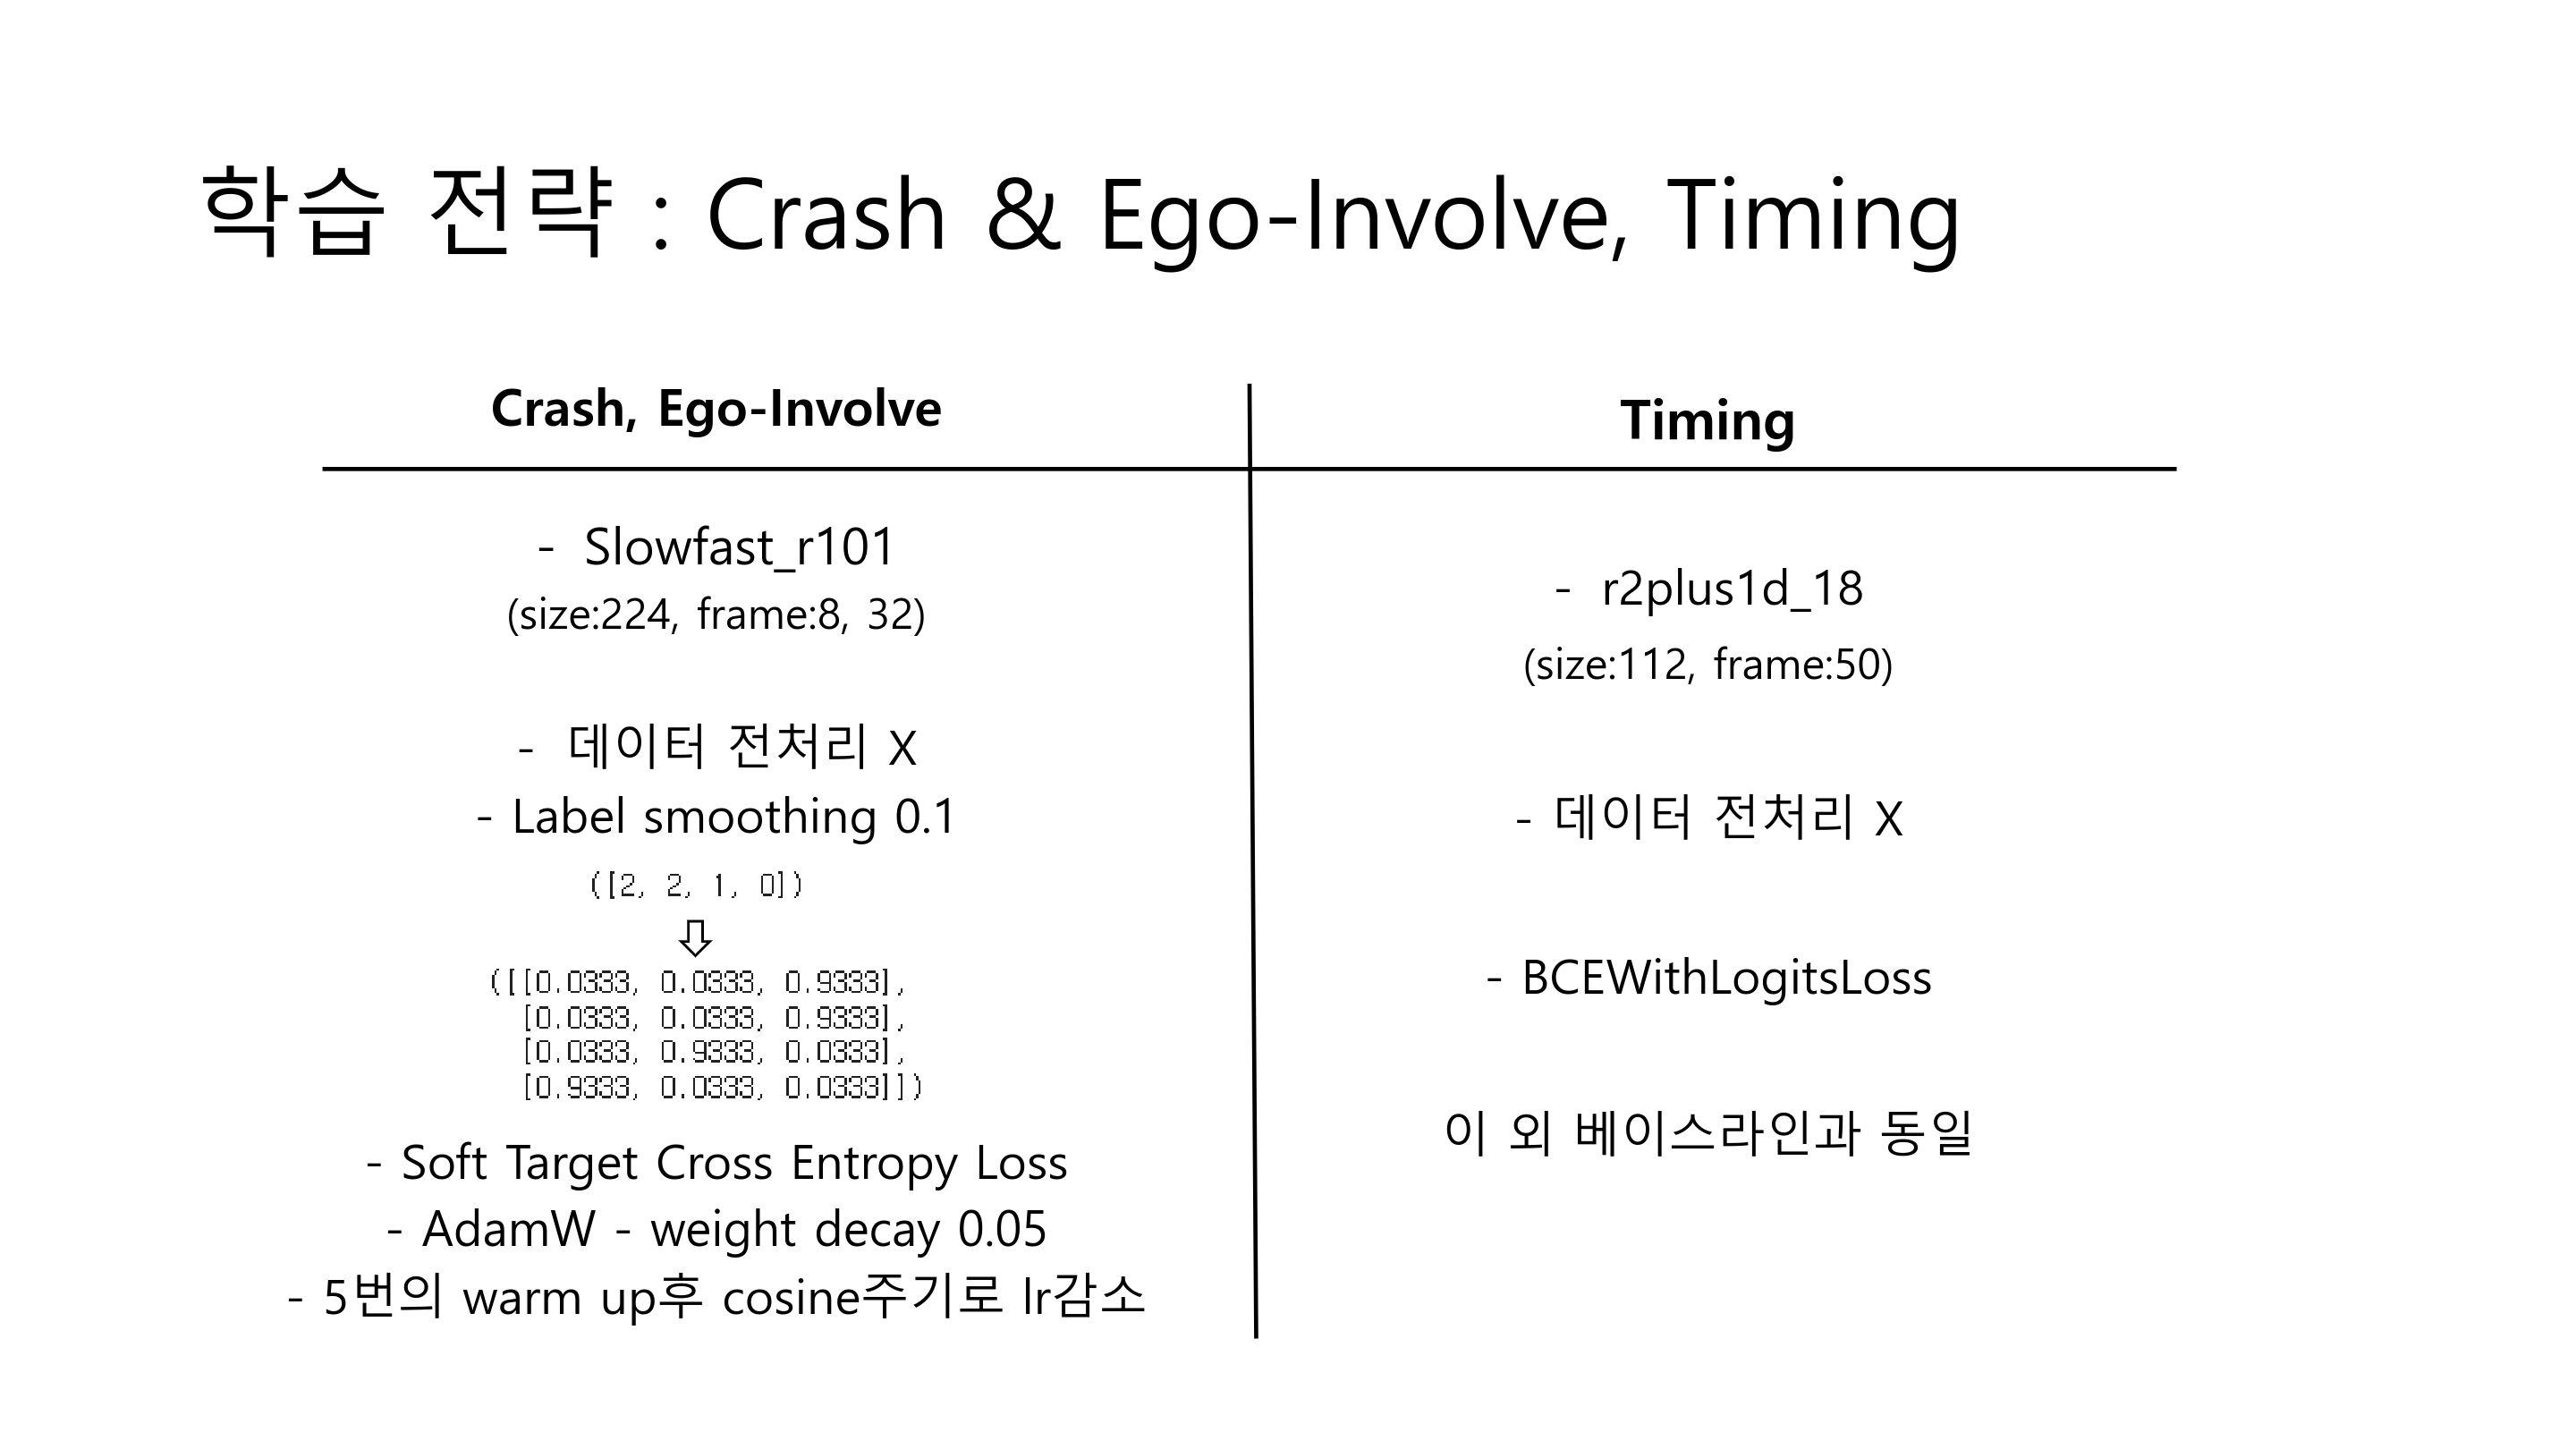 학습 전략 : Crash & Ego-Involve, Timing
Crash, Ego-Involve
- Slowfast_r101
(size:224, frame:8, 32)
- 데이터 전처리 X
- Label smoothing 0.1
([2, 2, 1, 0])
⇩
([[0.0333, 0.0333, 0.9333],
[0.0333, 0.0333, 0.9333],
[0.0333, 0.9333, 0.0333],
[0.9333, 0.0333, 0.0333]])
- Soft Target Cross Entropy Loss
- AdamW - weight decay 0.05
- 5번의 warm up후 cosine주기로 lr감소
Timing
- r2plus1d_18
(size:112, frame:50)
- 데이터 전처리 X
- BCEWithLogitsLoss
이 외 베이스라인과 동일